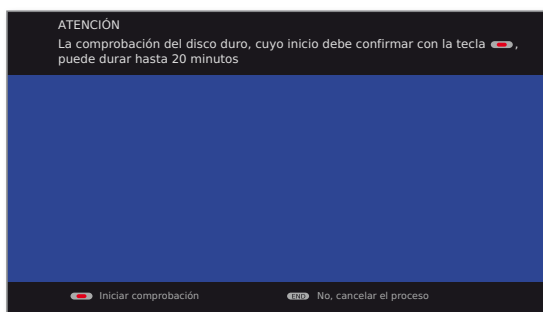 ATENCIÓN
La comprobación del disco duro, cuyo inicio debe confirmar con la tecla ,
puede durar hasta 20 minutos
Iniciar comprobación
END No, cancelar el proceso